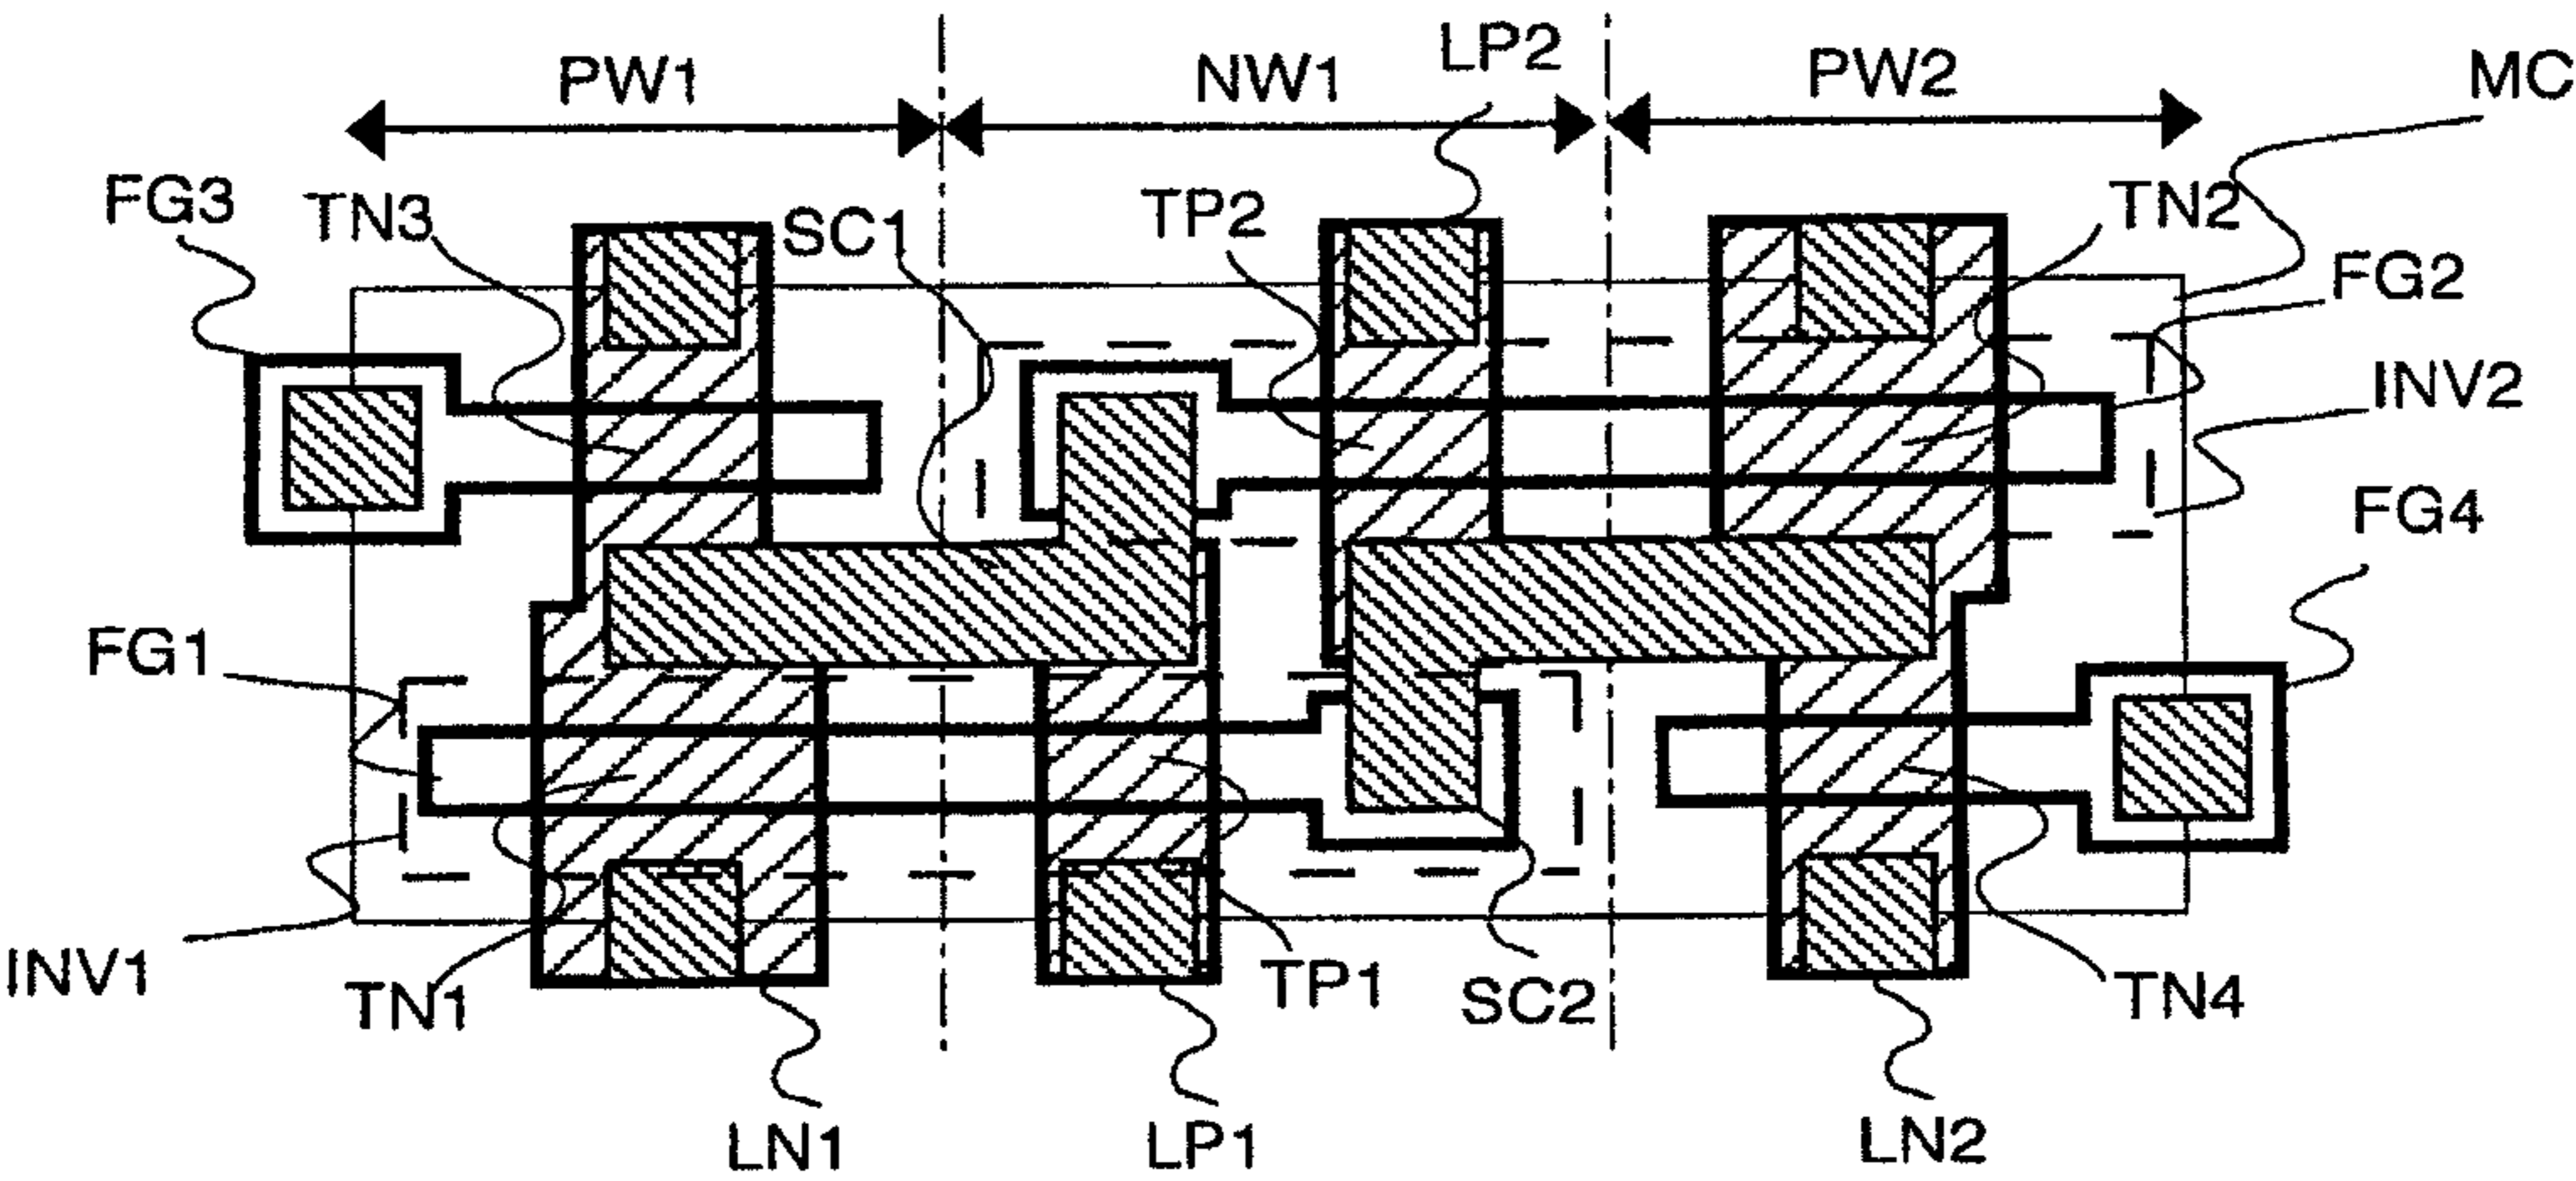 LP2
PW1
NW1
PW2
MC
FG3
TN3
SC1
TP2
TN2
FG2
INV2
FG4
FG1
INV1
TN1
TP1
SC2
TN4
LN1
LP1
LN2